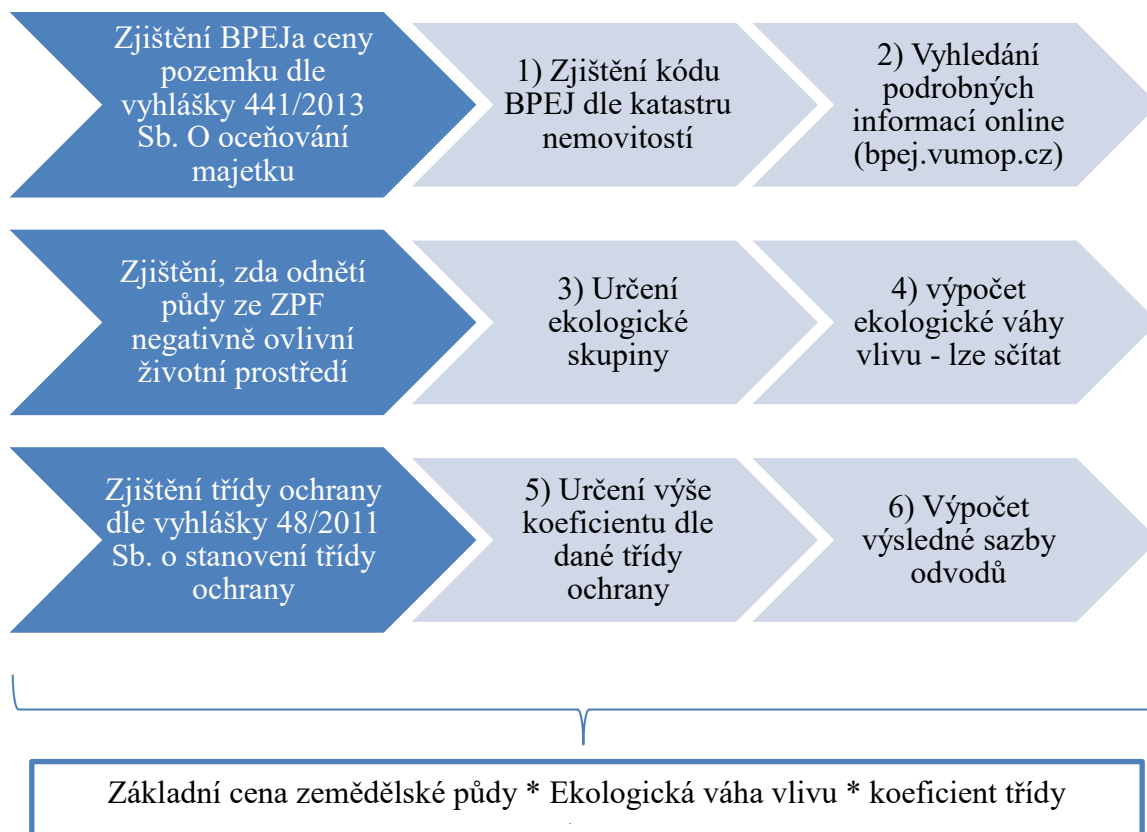 Zjištění BPEJa ceny
pozemku dle
vyhlášky 441/2013
Sb. O oceňování
majetku
1) Zjištění kódu
BPEJ dle katastru
nemovitostí
2) Vyhledání
podrobných
informací online
(bpej.vumop.cz)
Zjištění, zda odnětí
půdy ze ZPF
negativně ovlivní
životní prostředí
3) Určení
ekologické
skupiny
4) výpočet
ekologické váhy
vlivu - lze sčítat
Zjištění třídy ochrany
dle vyhlášky 48/2011
Sb. o stanovení třídy
ochrany
5) Určení výše
koeficientu dle
dané třídy
ochrany
6) Výpočet
výsledné sazby
odvodů
Základní cena zemědělské půdy * Ekologická váha vlivu * koeficient třídy